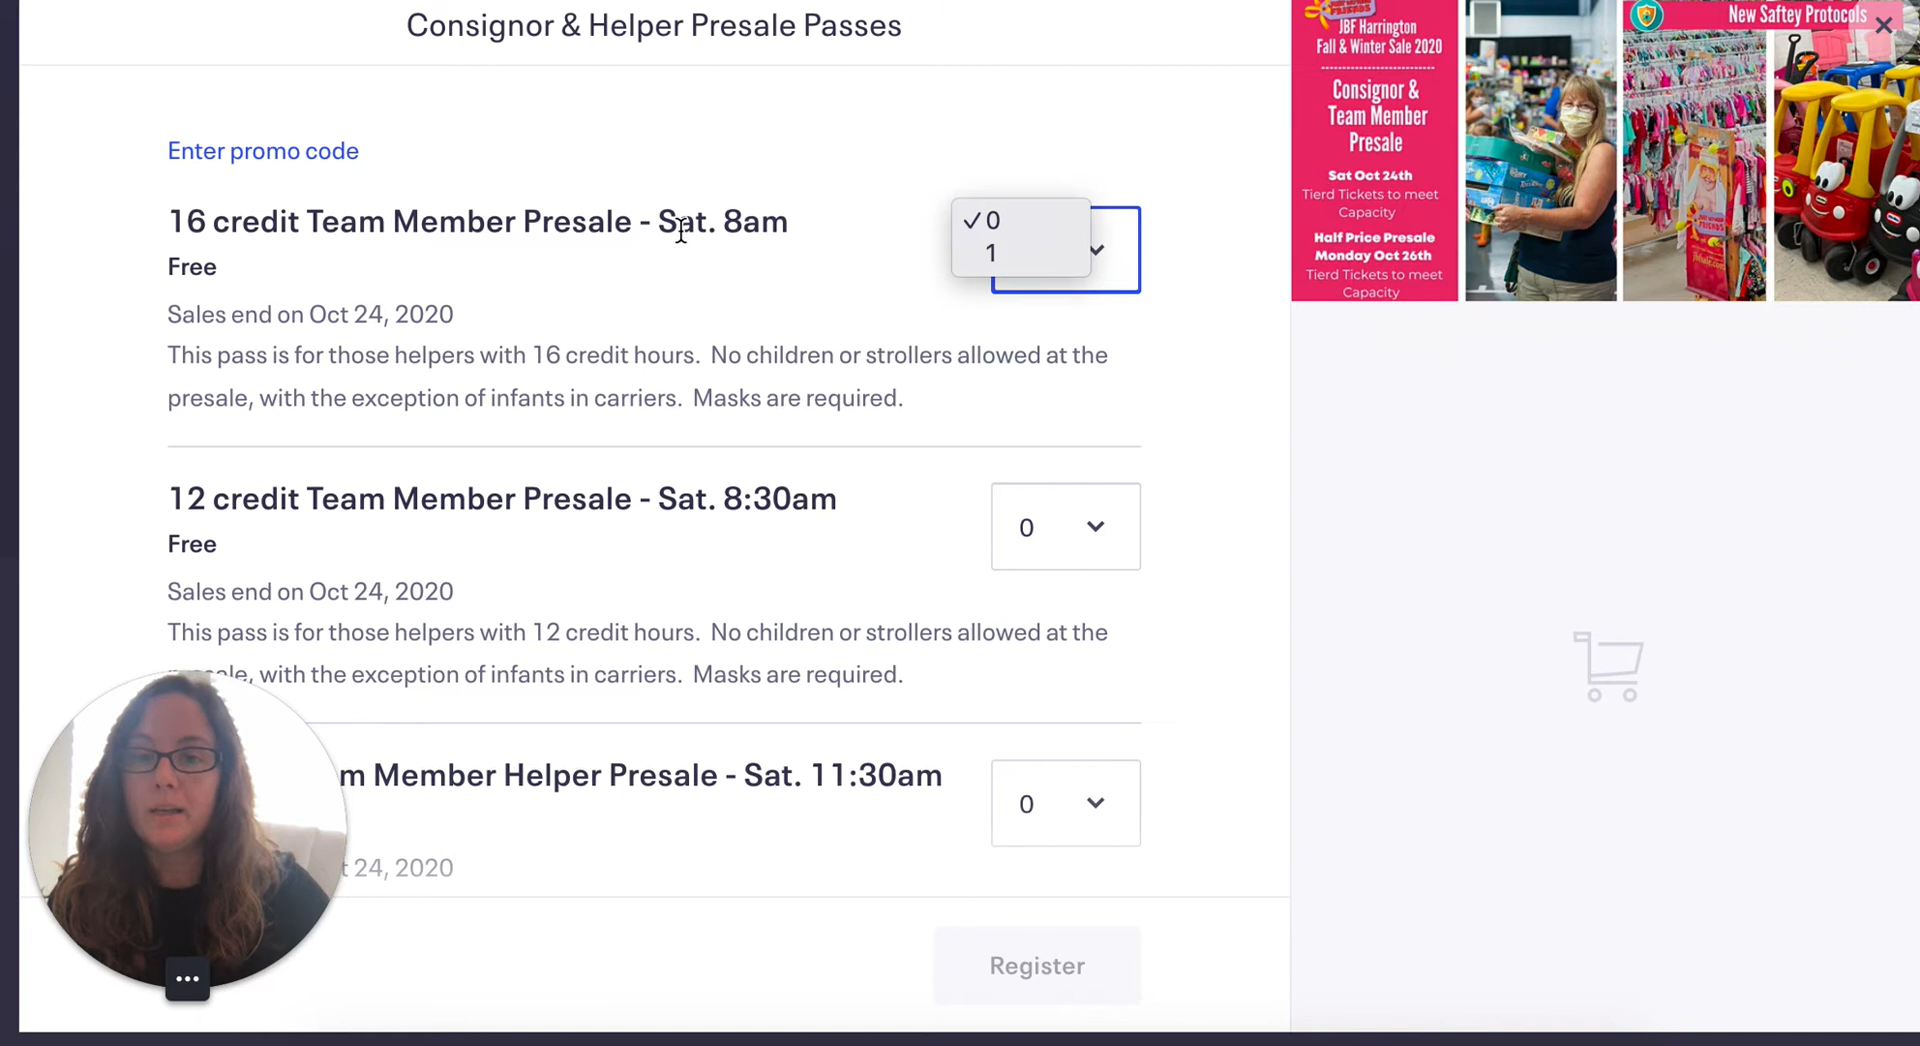 Consignor & Helper Presale Passes
Enter promo code
16 credit Team Member Presale - Sat. 8am
✓0
1
Free
Sales end on Oct 24, 2020
This pass is for those helpers with 16 credit hours. No children or strollers allowed at the
presale, with the exception of infants in carriers. Masks are required.
12 credit Team Member Presale - Sat. 8:30am
0
Free
Sales end on Oct 24, 2020
This pass is for those helpers with 12 credit hours. No children or strollers allowed at the
with the exception of infants in carriers. Masks are required.
Member Helper Presale - Sat. 11:30am
0
24, 2020
Register
JBF Harrington
Fall & Winter Sale 2020
Consignor &
Team Member
Presale
Sat Oct 24th
Tierd Tickets to meet
Capacity
Half Price Presale
Monday Oct 26th
Tierd Tickets to meet
Capacity
New Saftey Protocols